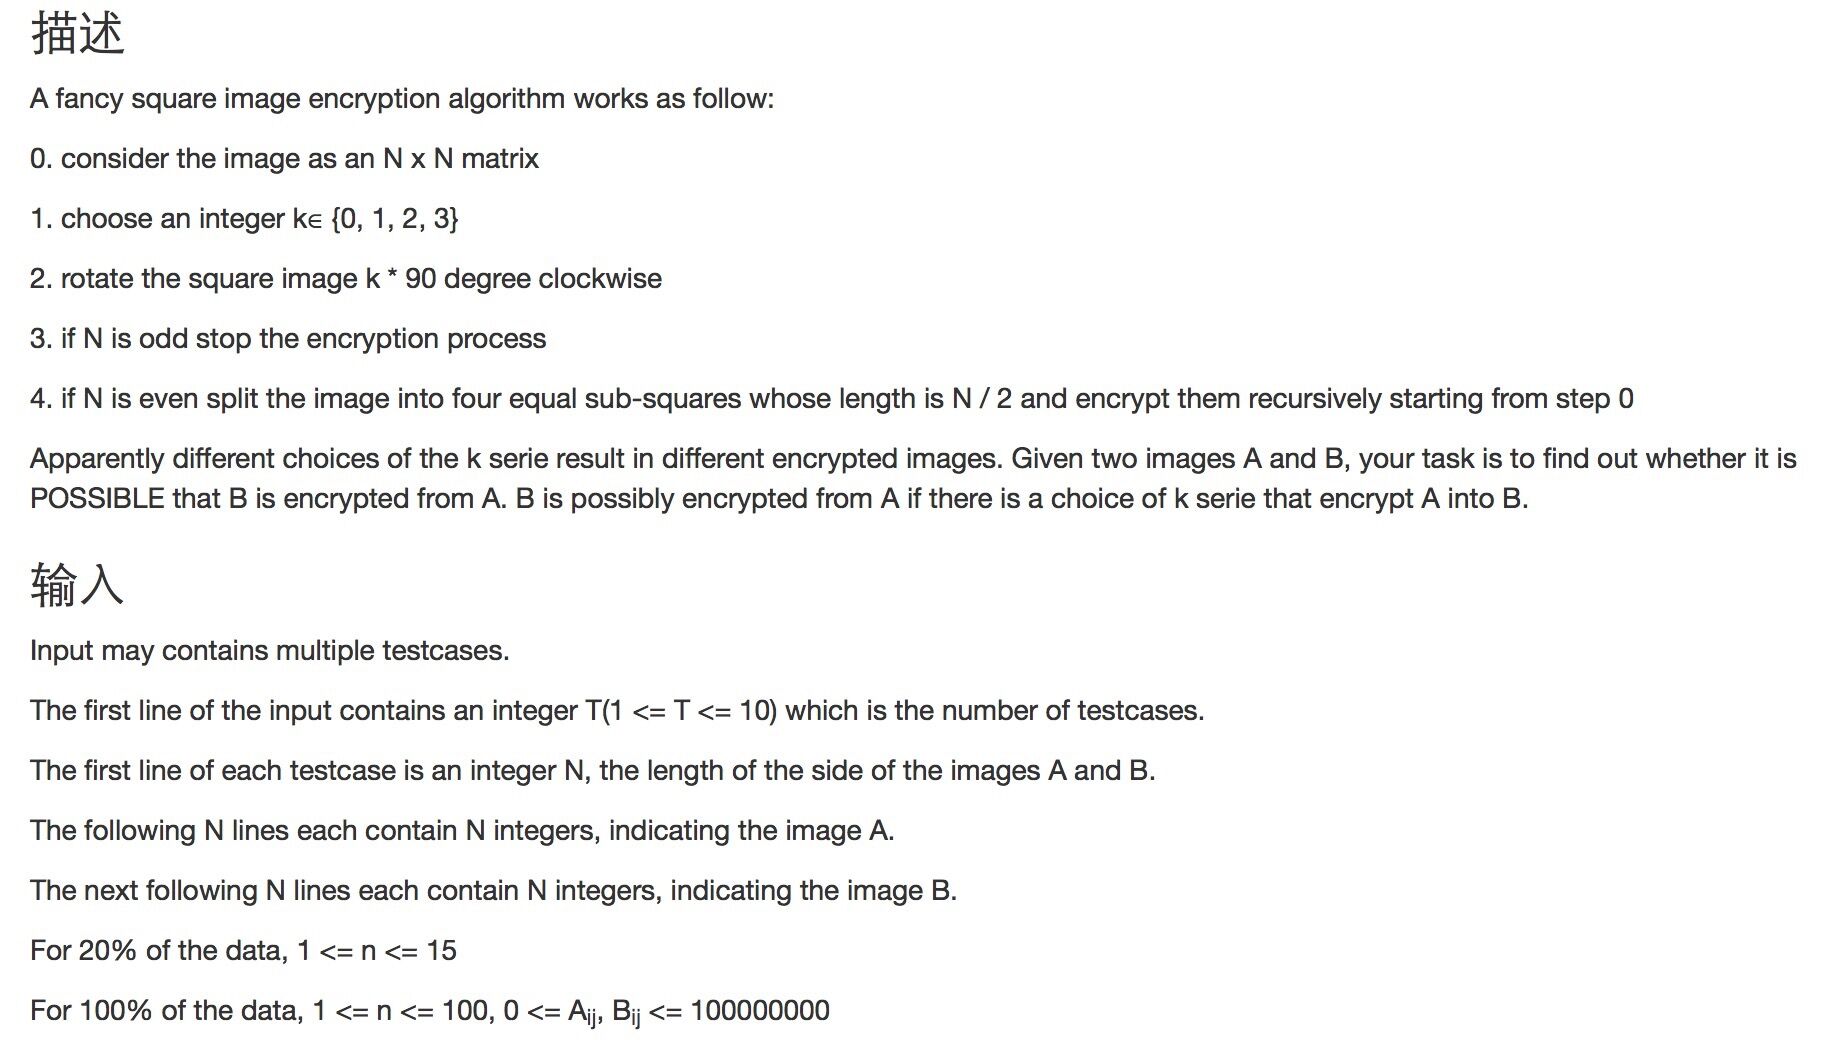 描述
A fancy square image encryption algorithm works as follow:
0. consider the image as an N x N matrix
1. choose an integer k∈ {0, 1, 2, 3}
2. rotate the square image k * 90 degree clockwise
3. if N is odd stop the encryption process
4. if N is even split the image into four equal sub-squares whose length is N / 2 and encrypt them recursively starting from step 0
Apparently different choices of the k serie result in different encrypted images. Given two images A and B, your task is to find out whether it is
POSSIBLE that B is encrypted from A. B is possibly encrypted from A if there is a choice of k serie that encrypt A into B.
输入
Input may contains multiple testcases.
The first line of the input contains an integer T(1 <= T <= 10) which is the number of testcases.
The first line of each testcase is an integer N, the length of the side of the images A and B.
The following N lines each contain N integers, indicating the image A.
The next following N lines each contain N integers, indicating the image B.
For 20% of the data, 1 <= n <= 15
For 100% of the data, 1 <= n <= 100, 0 <= Aij, Bij <= 100000000